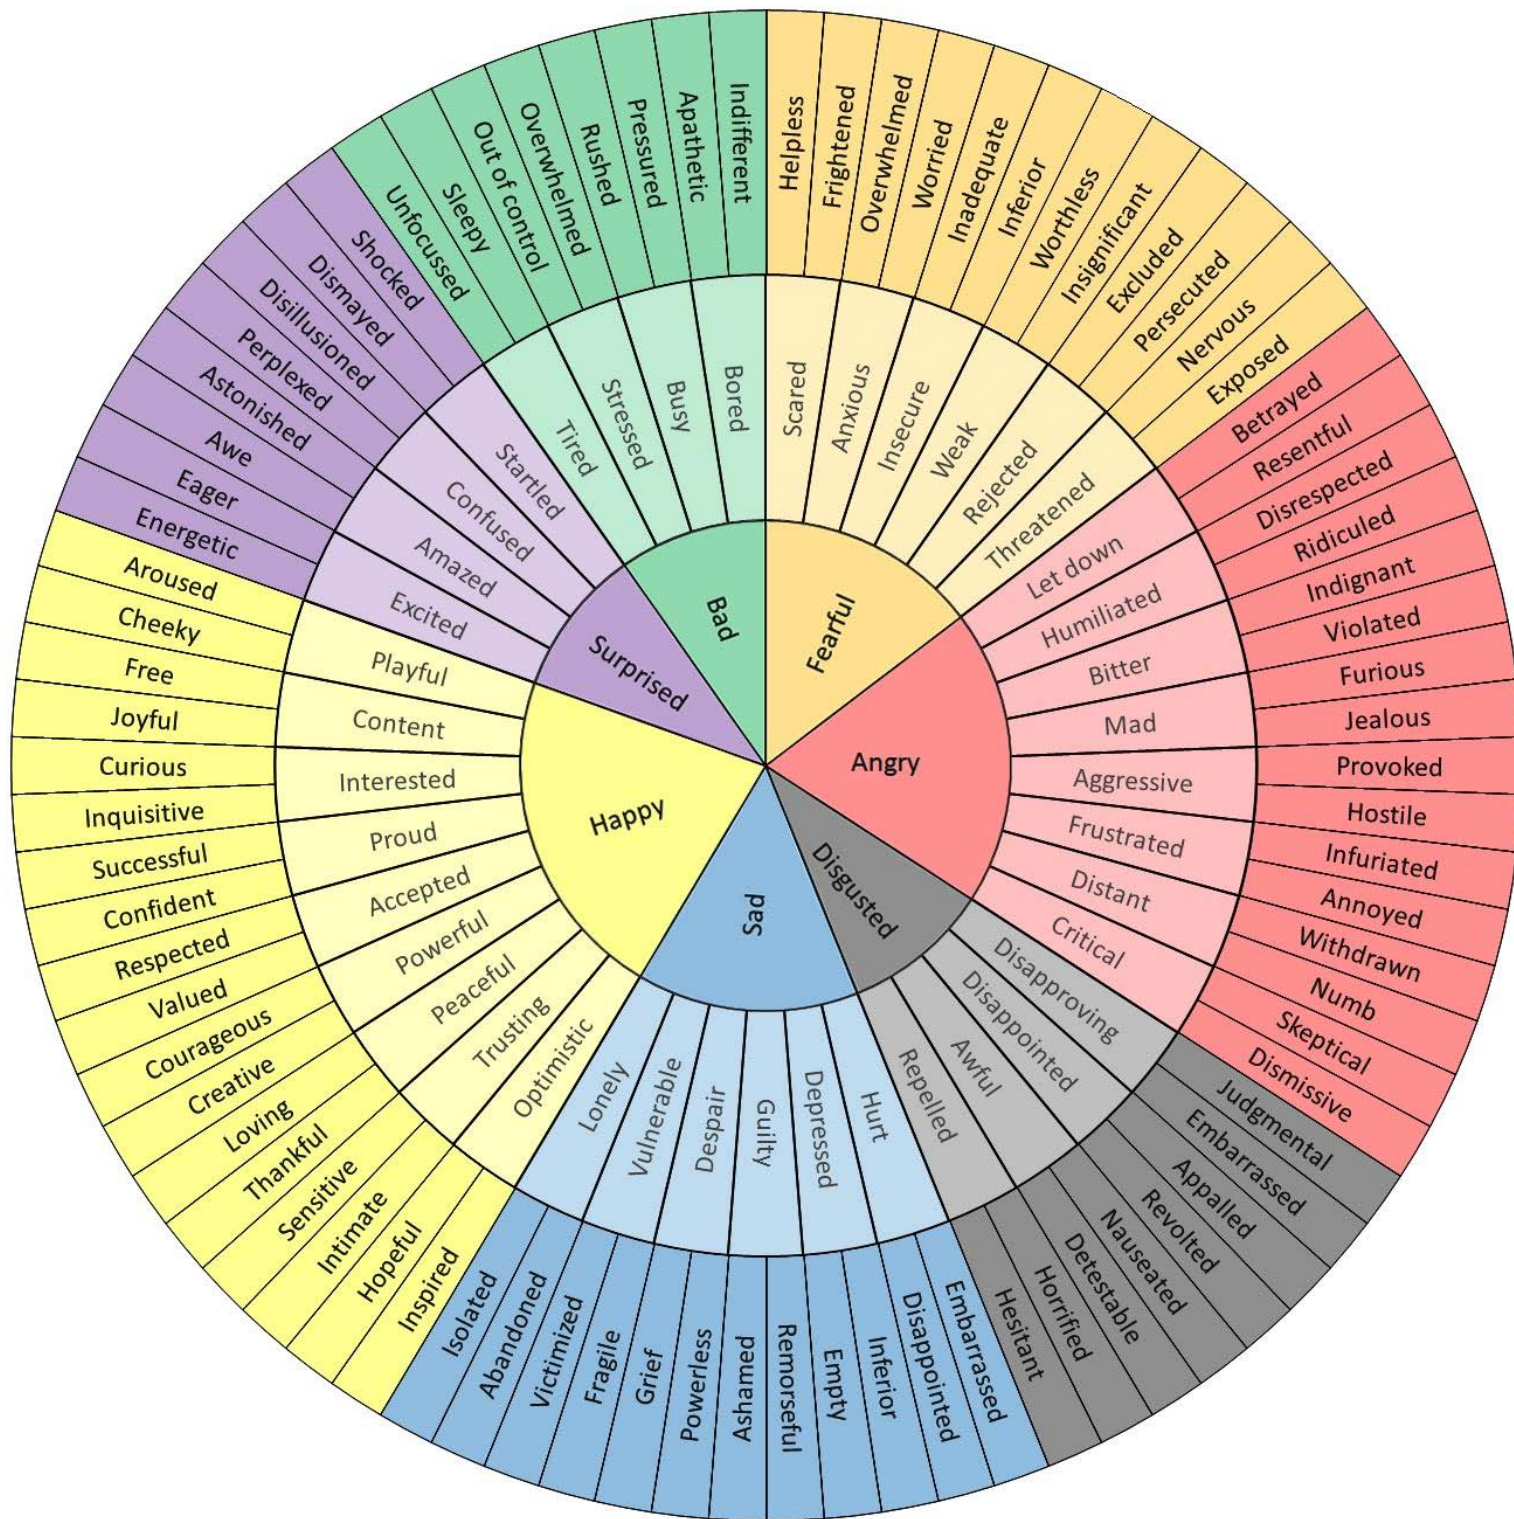 Fearful
Angry
Disgusted
Sad
Happy
Surprised
Bad
Scared
Anxious
Insecure
Weak
Rejected
Threatened
Let down
Humiliated
Bitter
Mad
Aggressive
Frustrated
Distant
Critical
Disapproving
Disappointed
Awful
Repelled
Hurt
Depressed
Guilty
Despair
Vulnerable
Lonely
Optimistic
Trusting
Peaceful
Powerful
Accepted
Proud
Interested
Content
Playful
Excited
Amazed
Confused
Startled
Tired
Stressed
Busy
Bored
Helpless
Frightened
Overwhelmed
Worried
Inadequate
Inferior
Worthless
Insignificant
Excluded
Persecuted
Nervous
Exposed
Betrayed
Resentful
Disrespected
Ridiculed
Indignant
Violated
Furious
Jealous
Provoked
Hostile
Infuriated
Annoyed
Withdrawn
Numb
Skeptical
Dismissive
Judgmental
Embarrassed
Appalled
Revolted
Nauseated
Detestable
Horrified
Hesitant
Embarrassed
Disappointed
Inferior
Empty
Remorseful
Ashamed
Powerless
Grief
Fragile
Victimized
Abandoned
Isolated
Inspired
Hopeful
Intimate
Sensitive
Thankful
Loving
Creative
Courageous
Valued
Respected
Confident
Successful
Inquisitive
Curious
Joyful
Free
Cheeky
Aroused
Energetic
Eager
Awe
Astonished
Perplexed
Disillusioned
Dismayed
Shocked
Unfocussed
Sleepy
Out of control
Overwhelmed
Rushed
Pressured
Apathetic
Indifferent